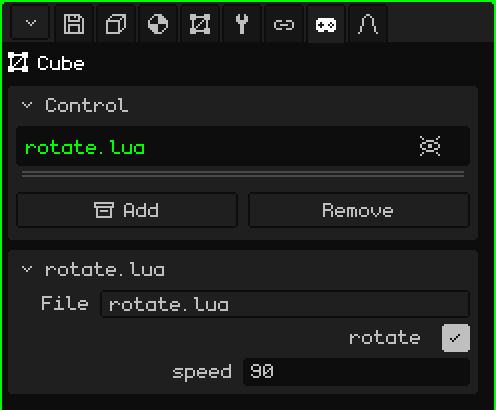 Cube
Control
rotate.lua
Add Remove
rotate.lua
File rotate.lua
rotate
speed 90